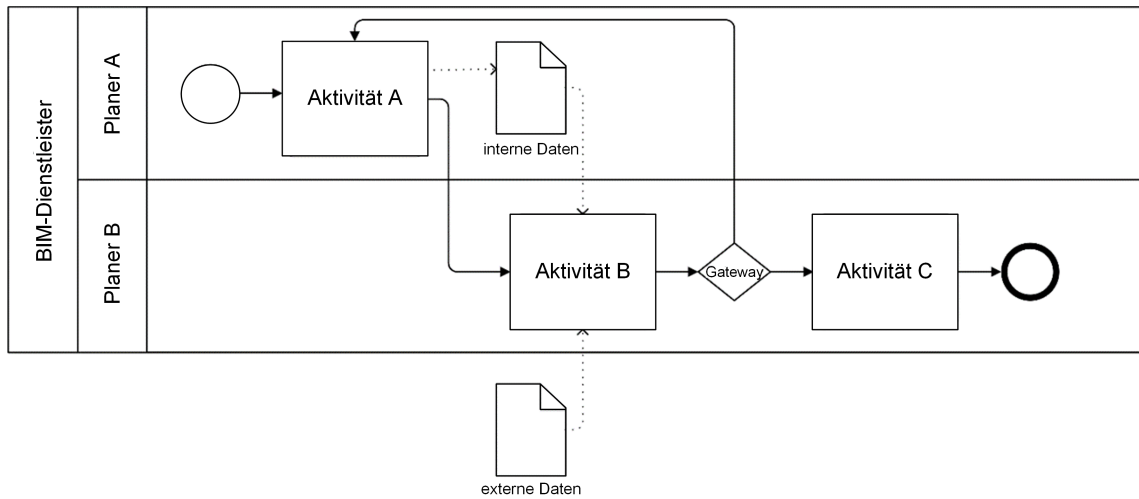 BIM-Dienstleister
Planer A
Aktivität A
interne Daten
Planer B
Aktivität B
Gateway
Aktivität C
externe Daten